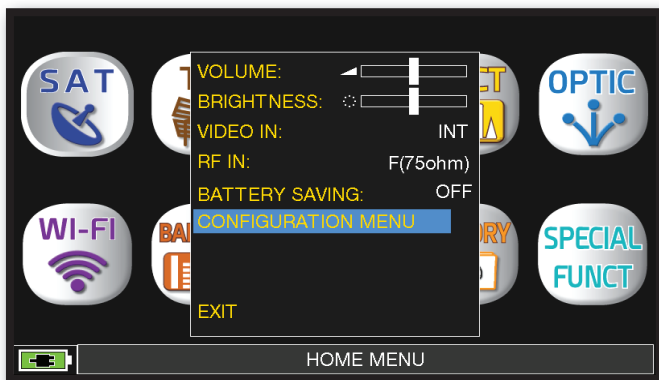 SAT
OPTIC
VOLUME:
BRIGHTNESS:
VIDEO IN: INT
RF IN: F(75ohm)
BATTERY SAVING: OFF
CONFIGURATION MENU
EXIT
WI-FI
SPECIAL
FUNCT
HOME MENU